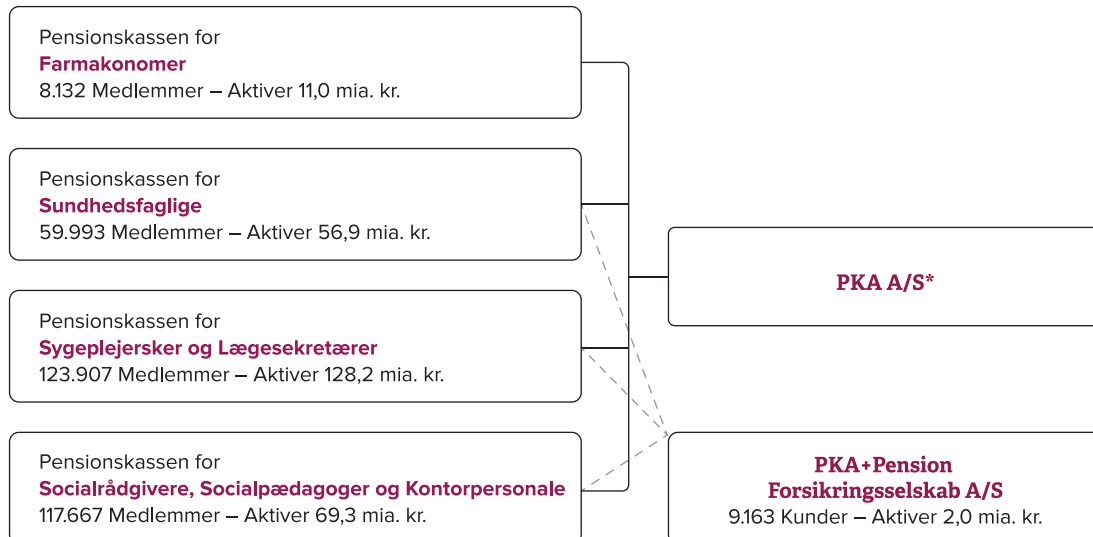 Pensionskassen for
Farmakonomer
8.132 Medlemmer – Aktiver 11,0 mia. kr.
Pensionskassen for
Sundhedsfaglige
59.993 Medlemmer – Aktiver 56,9 mia. kr.
Pensionskassen for
Sygeplejersker og Lægesekretærer
123.907 Medlemmer – Aktiver 128,2 mia. kr.
Pensionskassen for
Socialrådgivere, Socialpædagoger og Kontorpersonale
117.667 Medlemmer – Aktiver 69,3 mia. kr.
PKA A/S*
PKA+Pension
Forsikringsselskab A/S
9.163 Kunder – Aktiver 2,0 mia. kr.